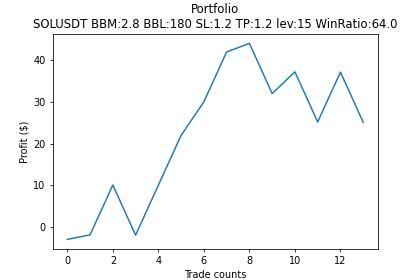 Portfolio
SOLUSDT BBM:2.8 BBL:180 SL:1.2 TP:1.2 lev:15 WinRatio:64.0
40
30
20
10
0
Profit ($)
0 2 4 6 8 10 12
Trade counts